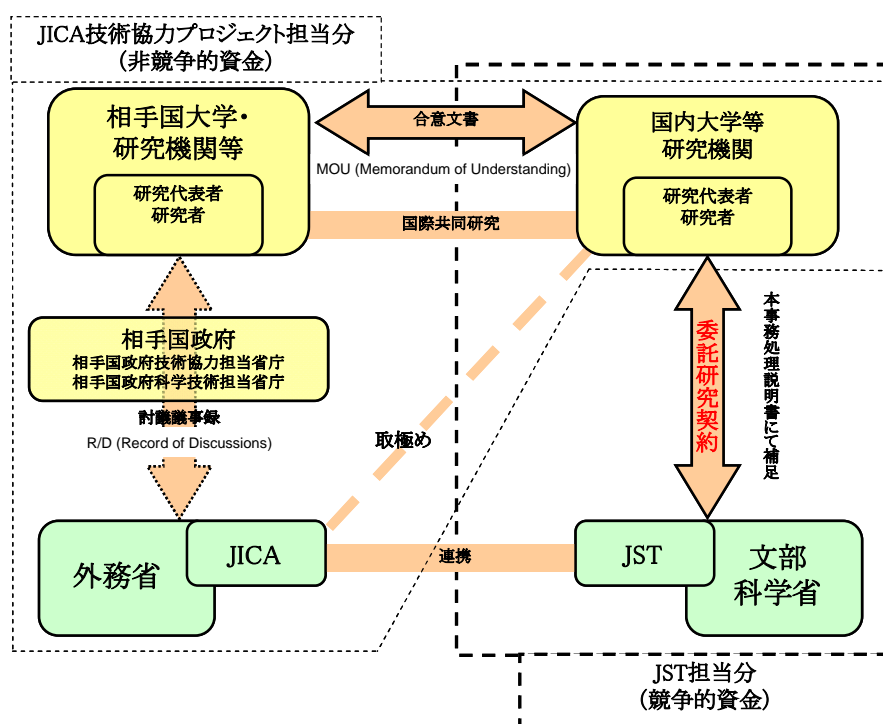 JICA技術協力プロジェクト担当分
（非競争的資金）
相手国大学・
研究機関等
研究代表者
研究者
合意文書
MOU (Memorandum of Understanding)
国際共同研究
国内大学等
研究機関
研究代表者
研究者
相手国政府
相手国政府技術協力担当省庁
相手国政府科学技術担当省庁
討議議事録
R/D (Record of Discussions)
取極め
委託研究契約
本事務処理説明書にて補足
外務省
JICA
連携
JST
文部
科学省
JST担当分
（競争的資金）